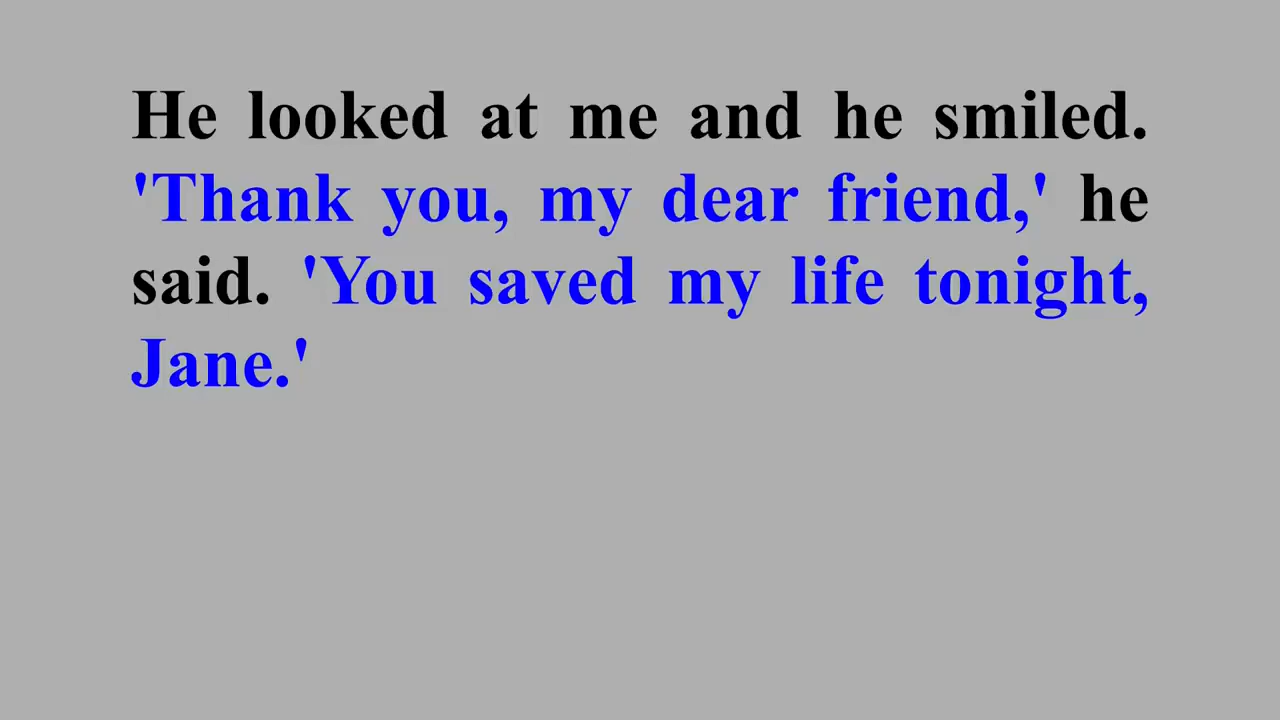 He looked at me and he smiled.
'Thank you, my dear friend,' he
said. 'You saved my life tonight,
Jane.'